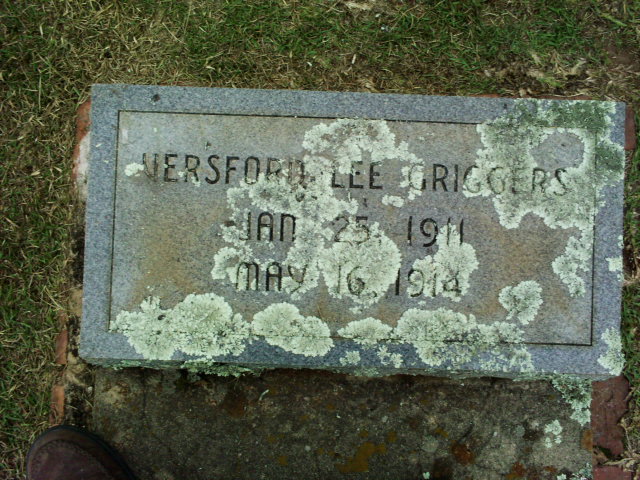 VERSFORD LEE GRIGGERS
JAN 25 1911
MAY 16, 1914